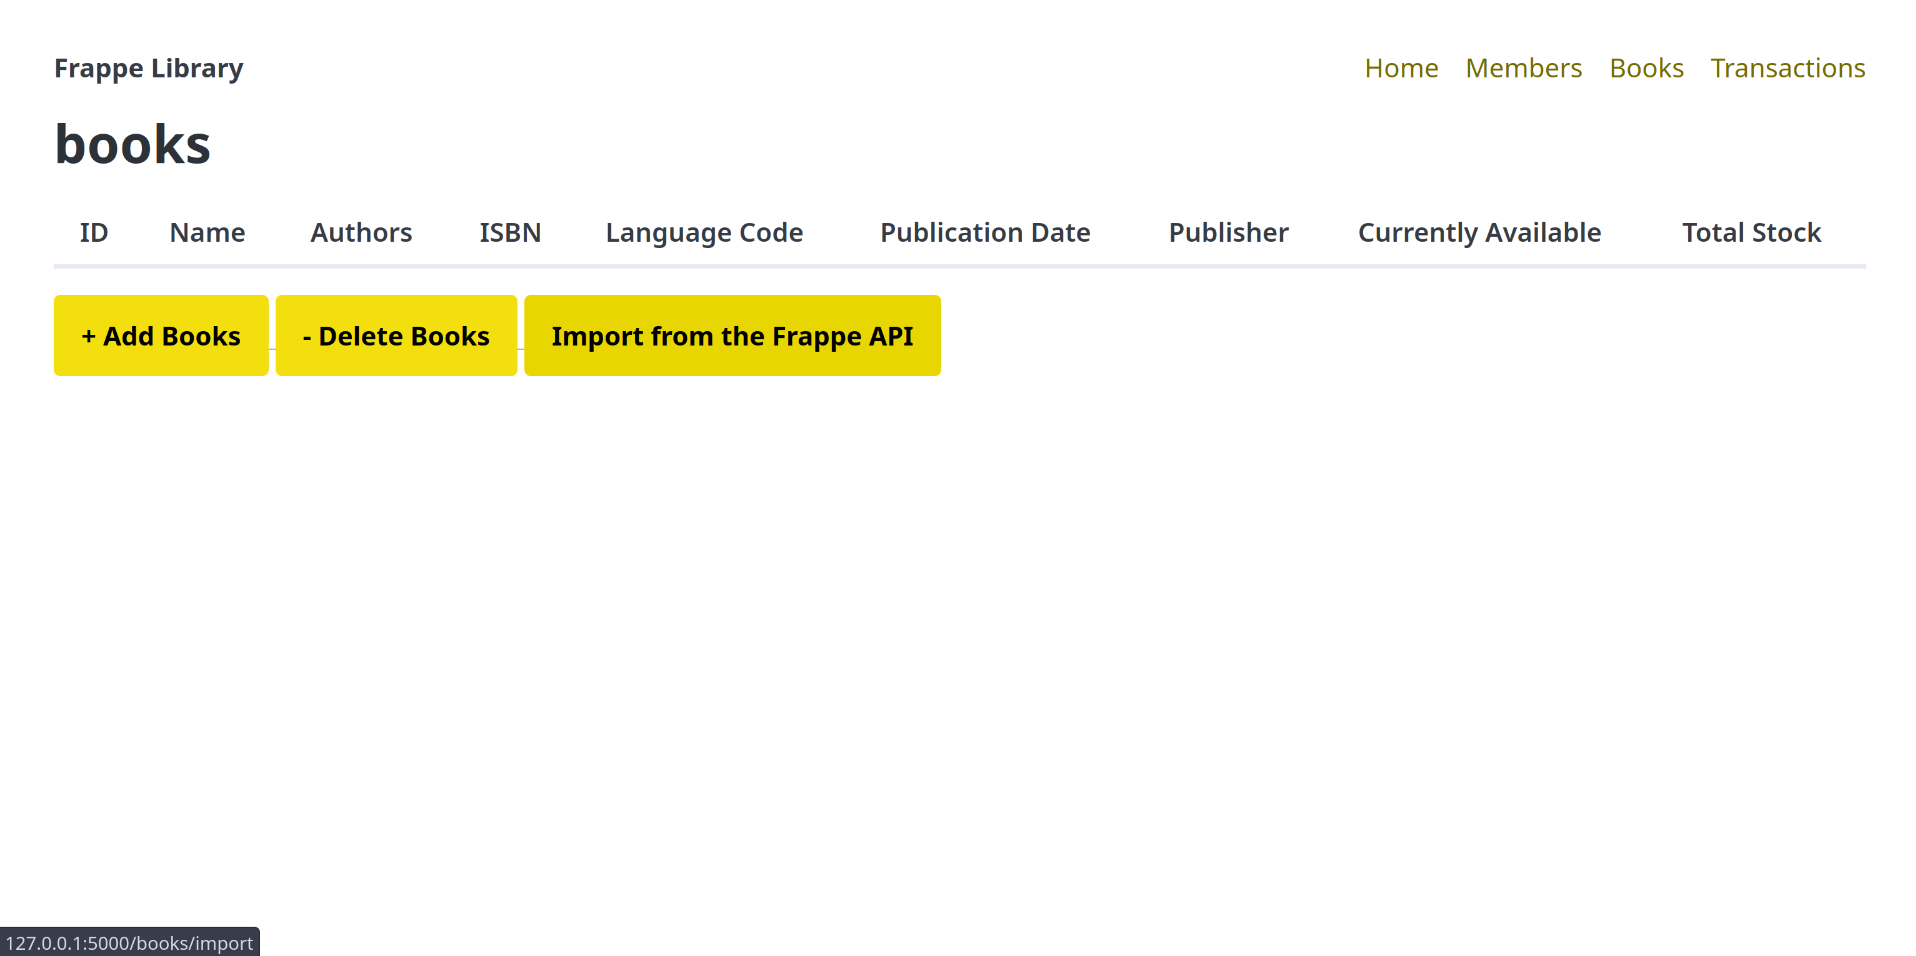 Frappe Library Home Members Books Transactions
books
ID Name Authors ISBN Language Code Publication Date Publisher Currently Available Total Stock
+ Add Books - Delete Books Import from the Frappe API
127.0.0.1:5000/books/import